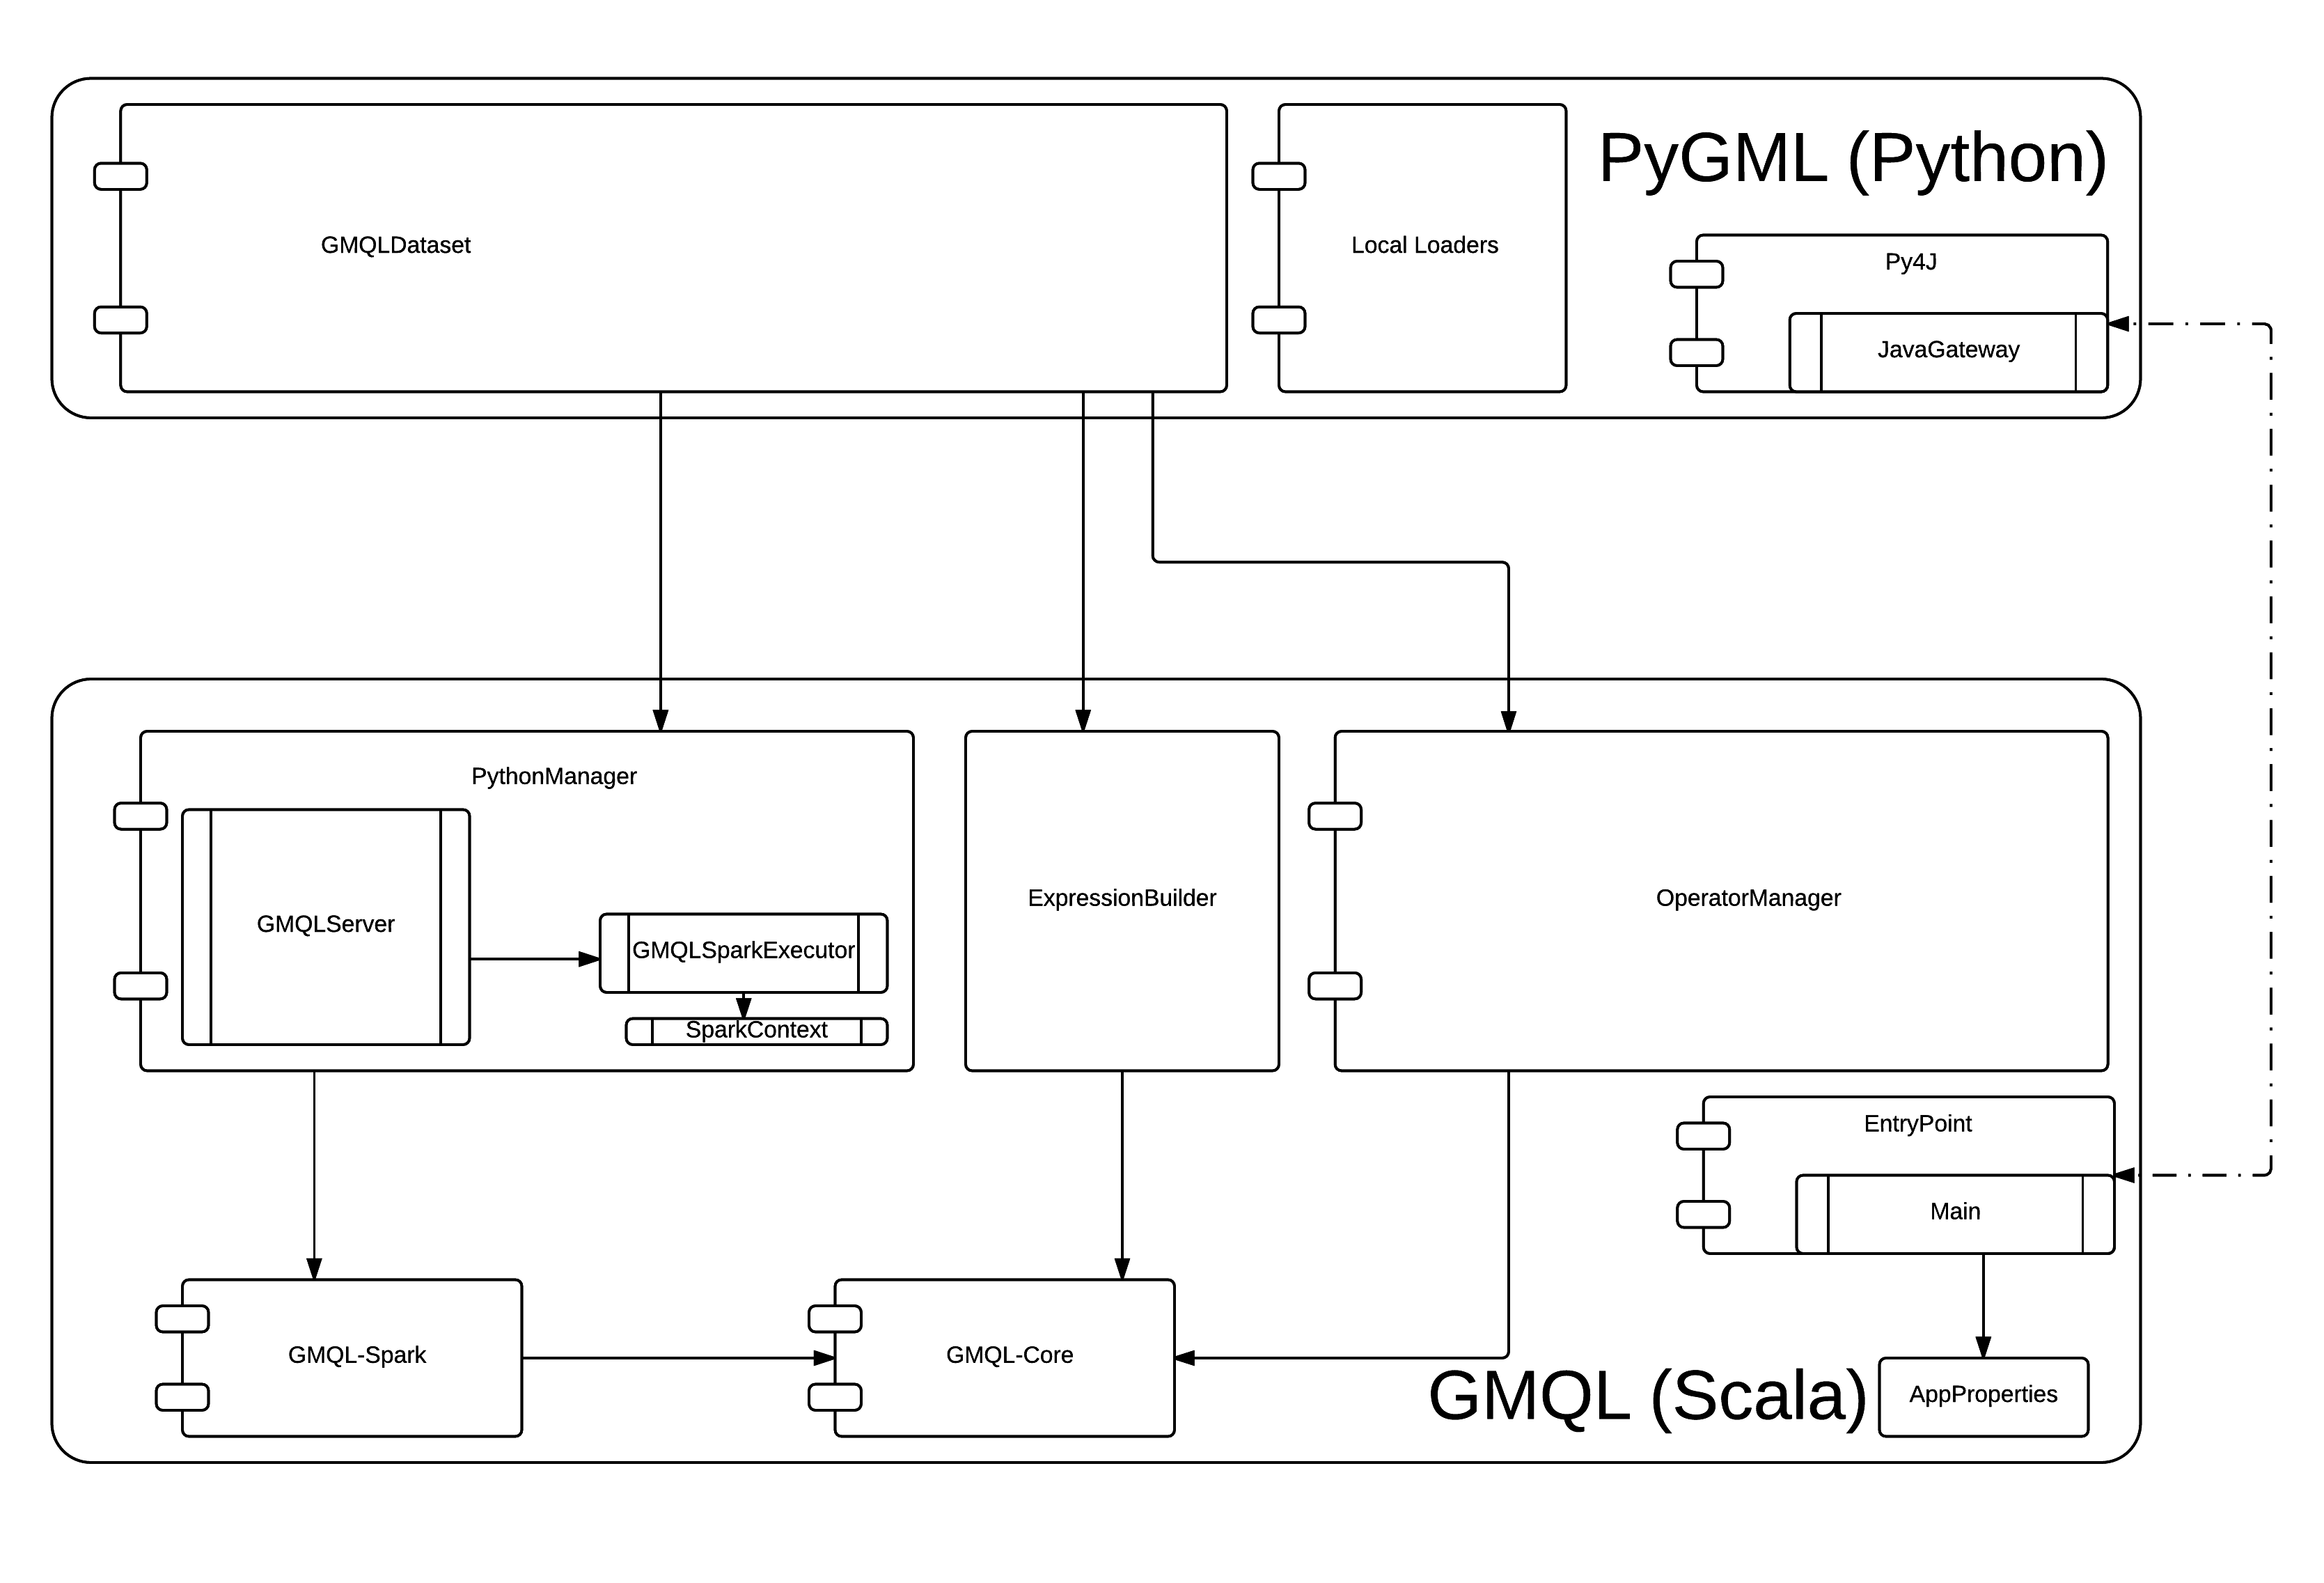 PyGML (Python)
GMQLDataset
Local Loaders
Py4J
JavaGateway
PythonManager
GMQLServer
GMQLSparkExecutor
SparkContext
ExpressionBuilder
OperatorManager
EntryPoint
Main
GMQL-Spark
GMQL-Core
GMQL (Scala)
AppProperties